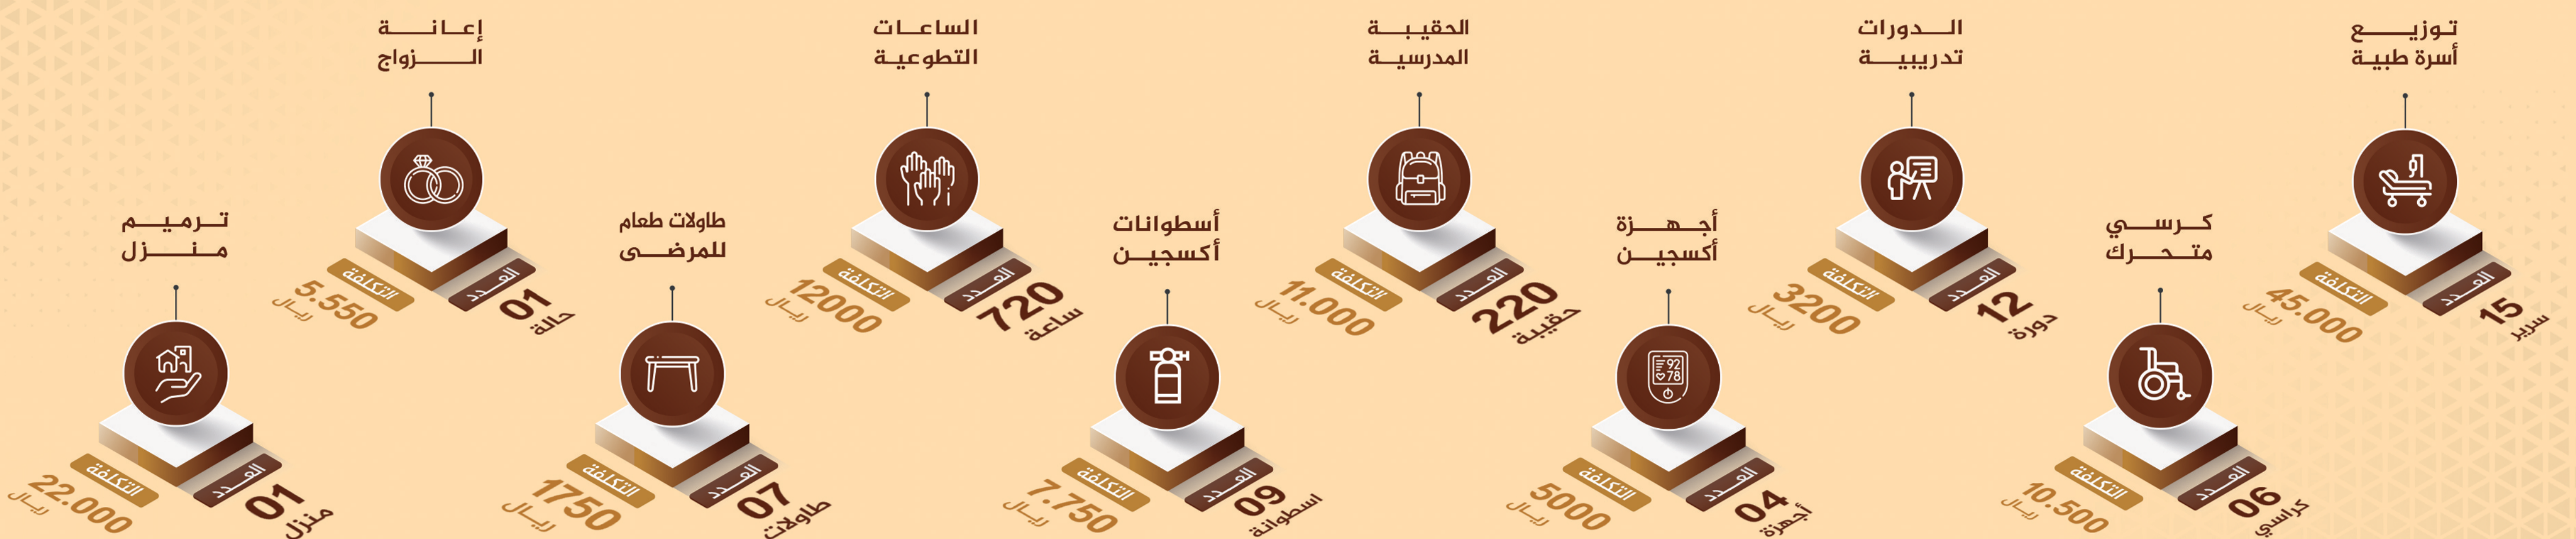 توزيع
أسرة طبية
التكلفة
45.000
ريال
العدد
15
سرير
كرسي
متحرك
التكلفة
10.500
ريال
العدد
06
كراسي
الدورات
تدريبية
التكلفة
3200
ريال
العدد
12
دورة
أجهزة
أكسجين
92
78
التكلفة
5000
ريال
العدد
04
أجهزة
الحقيبة
المدرسية
التكلفة
11.000
ريال
العدد
220
حقيبة
أسطوانات
أكسجين
التكلفة
7.750
ريال
العدد
09
اسطوانة
الساعات
التطوعية
التكلفة
12000
ريال
العدد
720
ساعة
طاولات طعام
للمرضى
التكلفة
1750
ريال
العدد
07
طاولات
إعانة
الزواج
التكلفة
5.550
ريال
العدد
01
حالة
ترميم
منزل
التكلفة
22.000
ريال
العدد
01
منزل